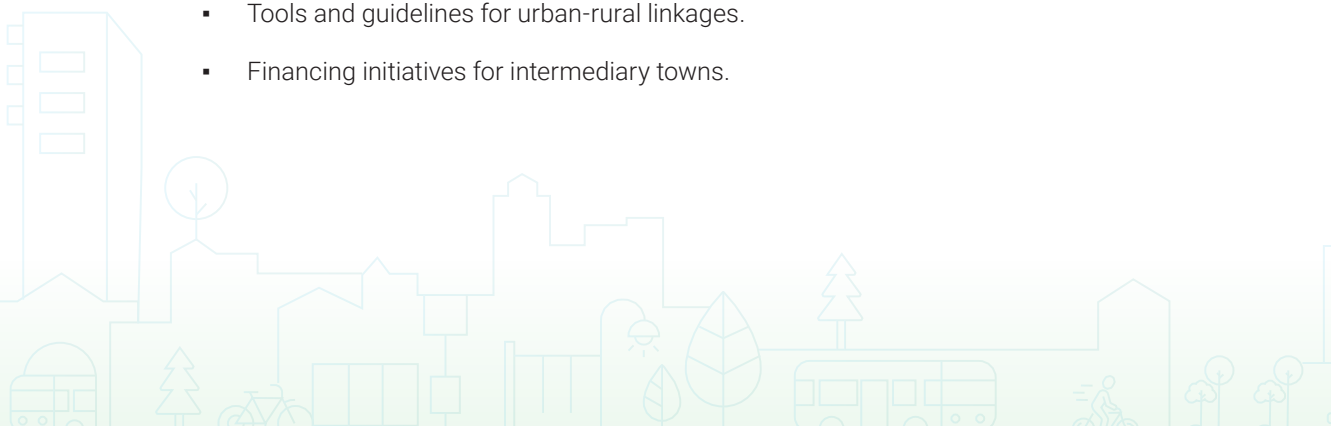 ▪ Tools and guidelines for urban-rural linkages.
▪ Financing initiatives for intermediary towns.